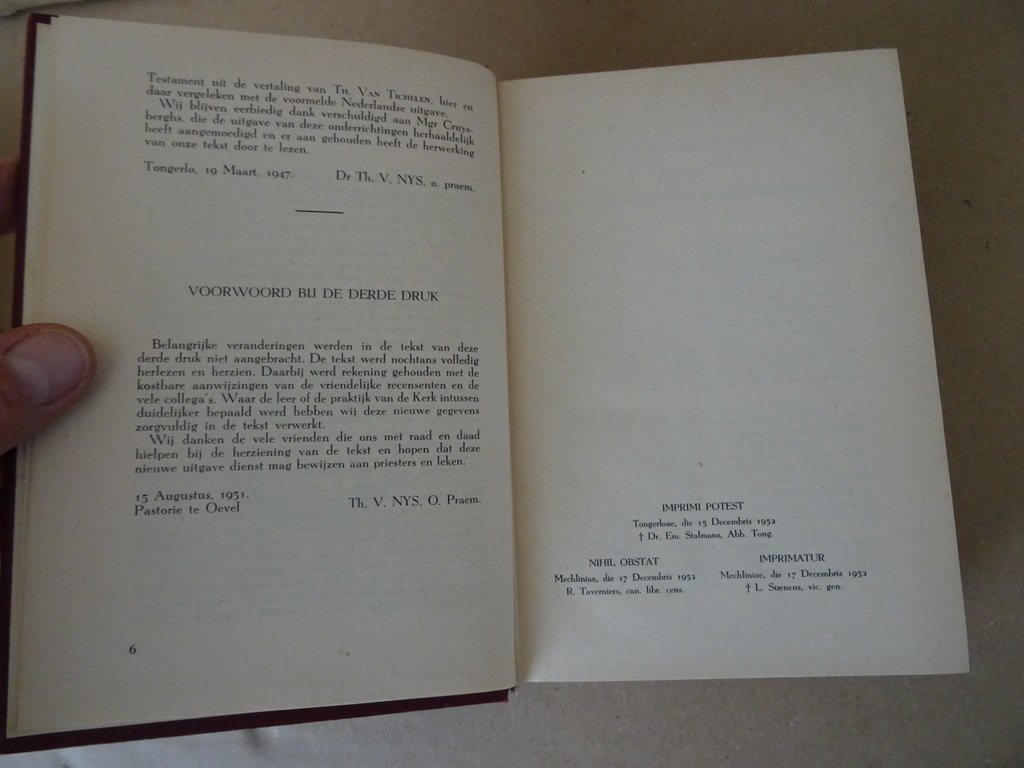 Testament uit de vertaling van TH. VAN TICHELEN, hier en
daar vergeleken met de voormelde Nederlandse uitgave.
Wij blijven eerbiedig dank verschuldigd aan Mgr Cruys-
berghs, die de uitgave van deze onderrichtingen herhaaldelijk
heeft aangemoedigd en er aan gehouden heeft de herwerking
van onze tekst door te lezen.
Tongerlo, 19 Maart, 1947. Dr Th. V. NYS, o. praem.
VOORWOORD BIJ DE DERDE DRUK
Belangrijke veranderingen werden in de tekst van deze
derde druk niet aangebracht. De tekst werd nochtans volledig
herlezen en herzien. Daarbij werd rekening gehouden met de
kostbare aanwijzingen van de vriendelijke recensenten en de
vele collega's. Waar de leer of de praktijk van de Kerk intussen
duidelijker bepaald werd hebben wij deze nieuwe gegevens
zorgvuldig in de tekst verwerkt.
Wij danken de vele vrienden die ons met raad en daad
hielpen bij de herziening van de tekst en hopen dat deze
nieuwe uitgave dienst mag bewijzen aan priesters en leken.
15 Augustus, 1951.
Pastorie te Oevel Th. V. NYS, O. Praem.
6
IMPRIMI POTEST
Tongerloae, die 15 Decembris 1952
† Dr. Em. Stalmans, Abb. Tong.
NIHIL OBSTAT
Mechliniae, die 17 Decembris 1952
R. Taverniers, can. libr. cens.
IMPRIMATUR
Mechliniae, die 17 Decembris 1952
† L. Suenens, vic. gen.